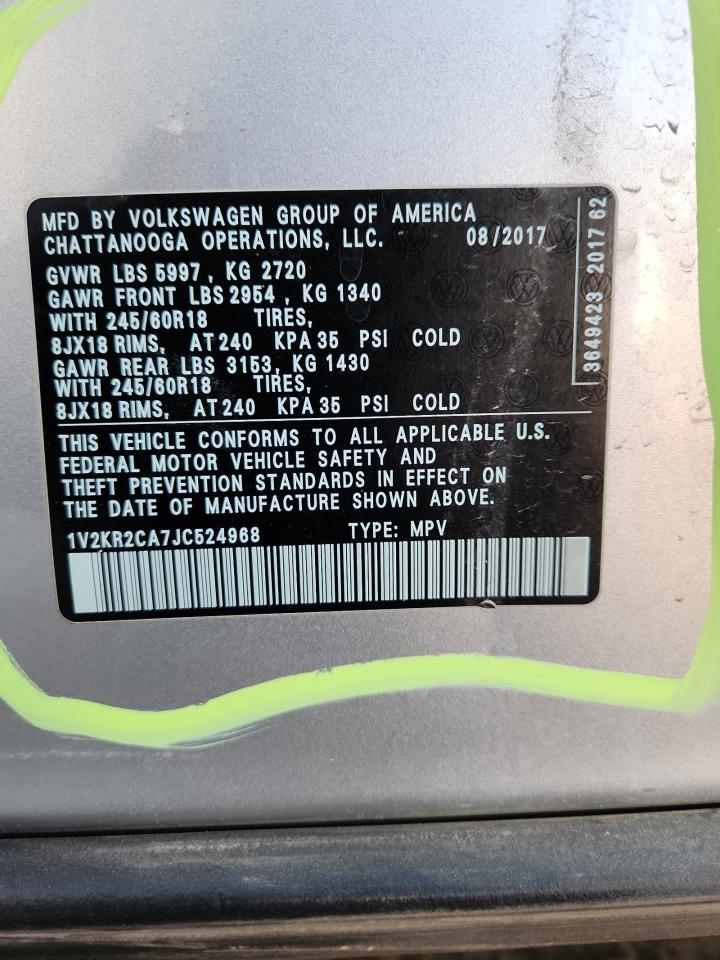 MFD BY VOLKSWAGEN GROUP OF AMERICA
CHATTANOOGA OPERATIONS, LLC. 08/2017
GVWR LBS 5997 , KG 2720
GAWR FRONT LBS 2954 , KG 1340
WITH 245/60R18 TIRES,
8JX18 RIMS, AT 240 KPA 35 PSI COLD
GAWR REAR LBS 3153, KG 1430
WITH 245/60R18 TIRES,
8JX18 RIMS, AT 240 KPA 35 PSI COLD
THIS VEHICLE CONFORMS TO ALL APPLICABLE U.S.
FEDERAL MOTOR VEHICLE SAFETY AND
THEFT PREVENTION STANDARDS IN EFFECT ON
THE DATE OF MANUFACTURE SHOWN ABOVE.
1V2KR2CA7JC524968 TYPE: MPV
3649423 2017 62